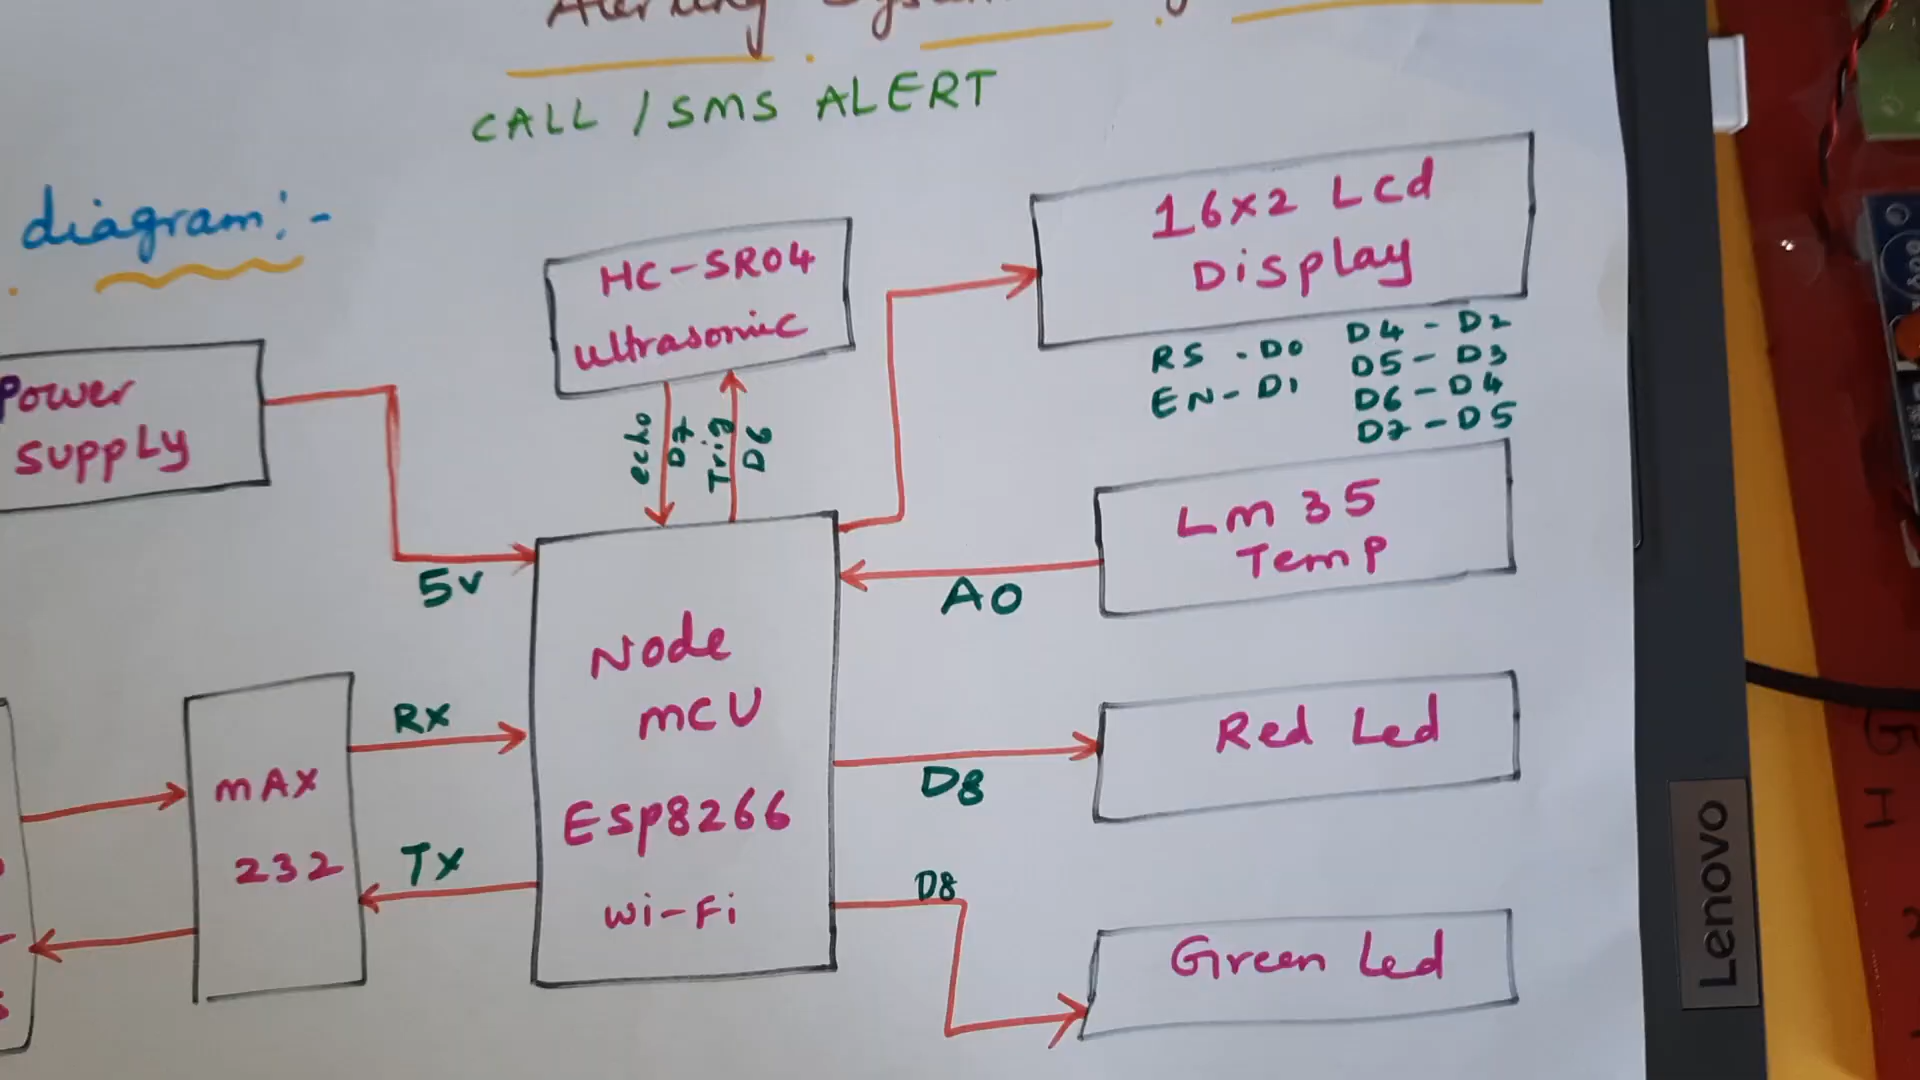 Alerting System
CALL / SMS ALERT
diagram:-
HC-SR04
ultrasonic
16x2 Lcd
Display
RS - D0
EN - D1
D4 - D2
D5 - D3
D6 - D4
D7 - D5
Power
Supply
5v
echo
D7
Trig
D6
Lm 35
Temp
A0
Node
MCU
Esp8266
Wi-Fi
mAX
232
Rx
Tx
D8
Red Led
D8
Green Led
Lenovo